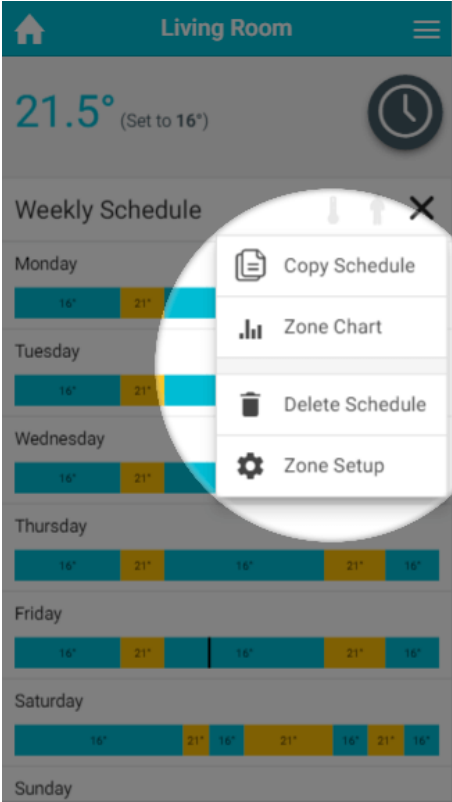 Living Room
21.5° (Set to 16°)
Weekly Schedule
Copy Schedule
Zone Chart
Delete Schedule
Zone Setup
Monday
16° 21°
Tuesday
16° 21°
Wednesday
16° 21°
Thursday
16° 21° 16° 21° 16°
Friday
16° 21° 16° 21° 16°
Saturday
16° 21° 16° 21° 16° 21° 16°
Sunday